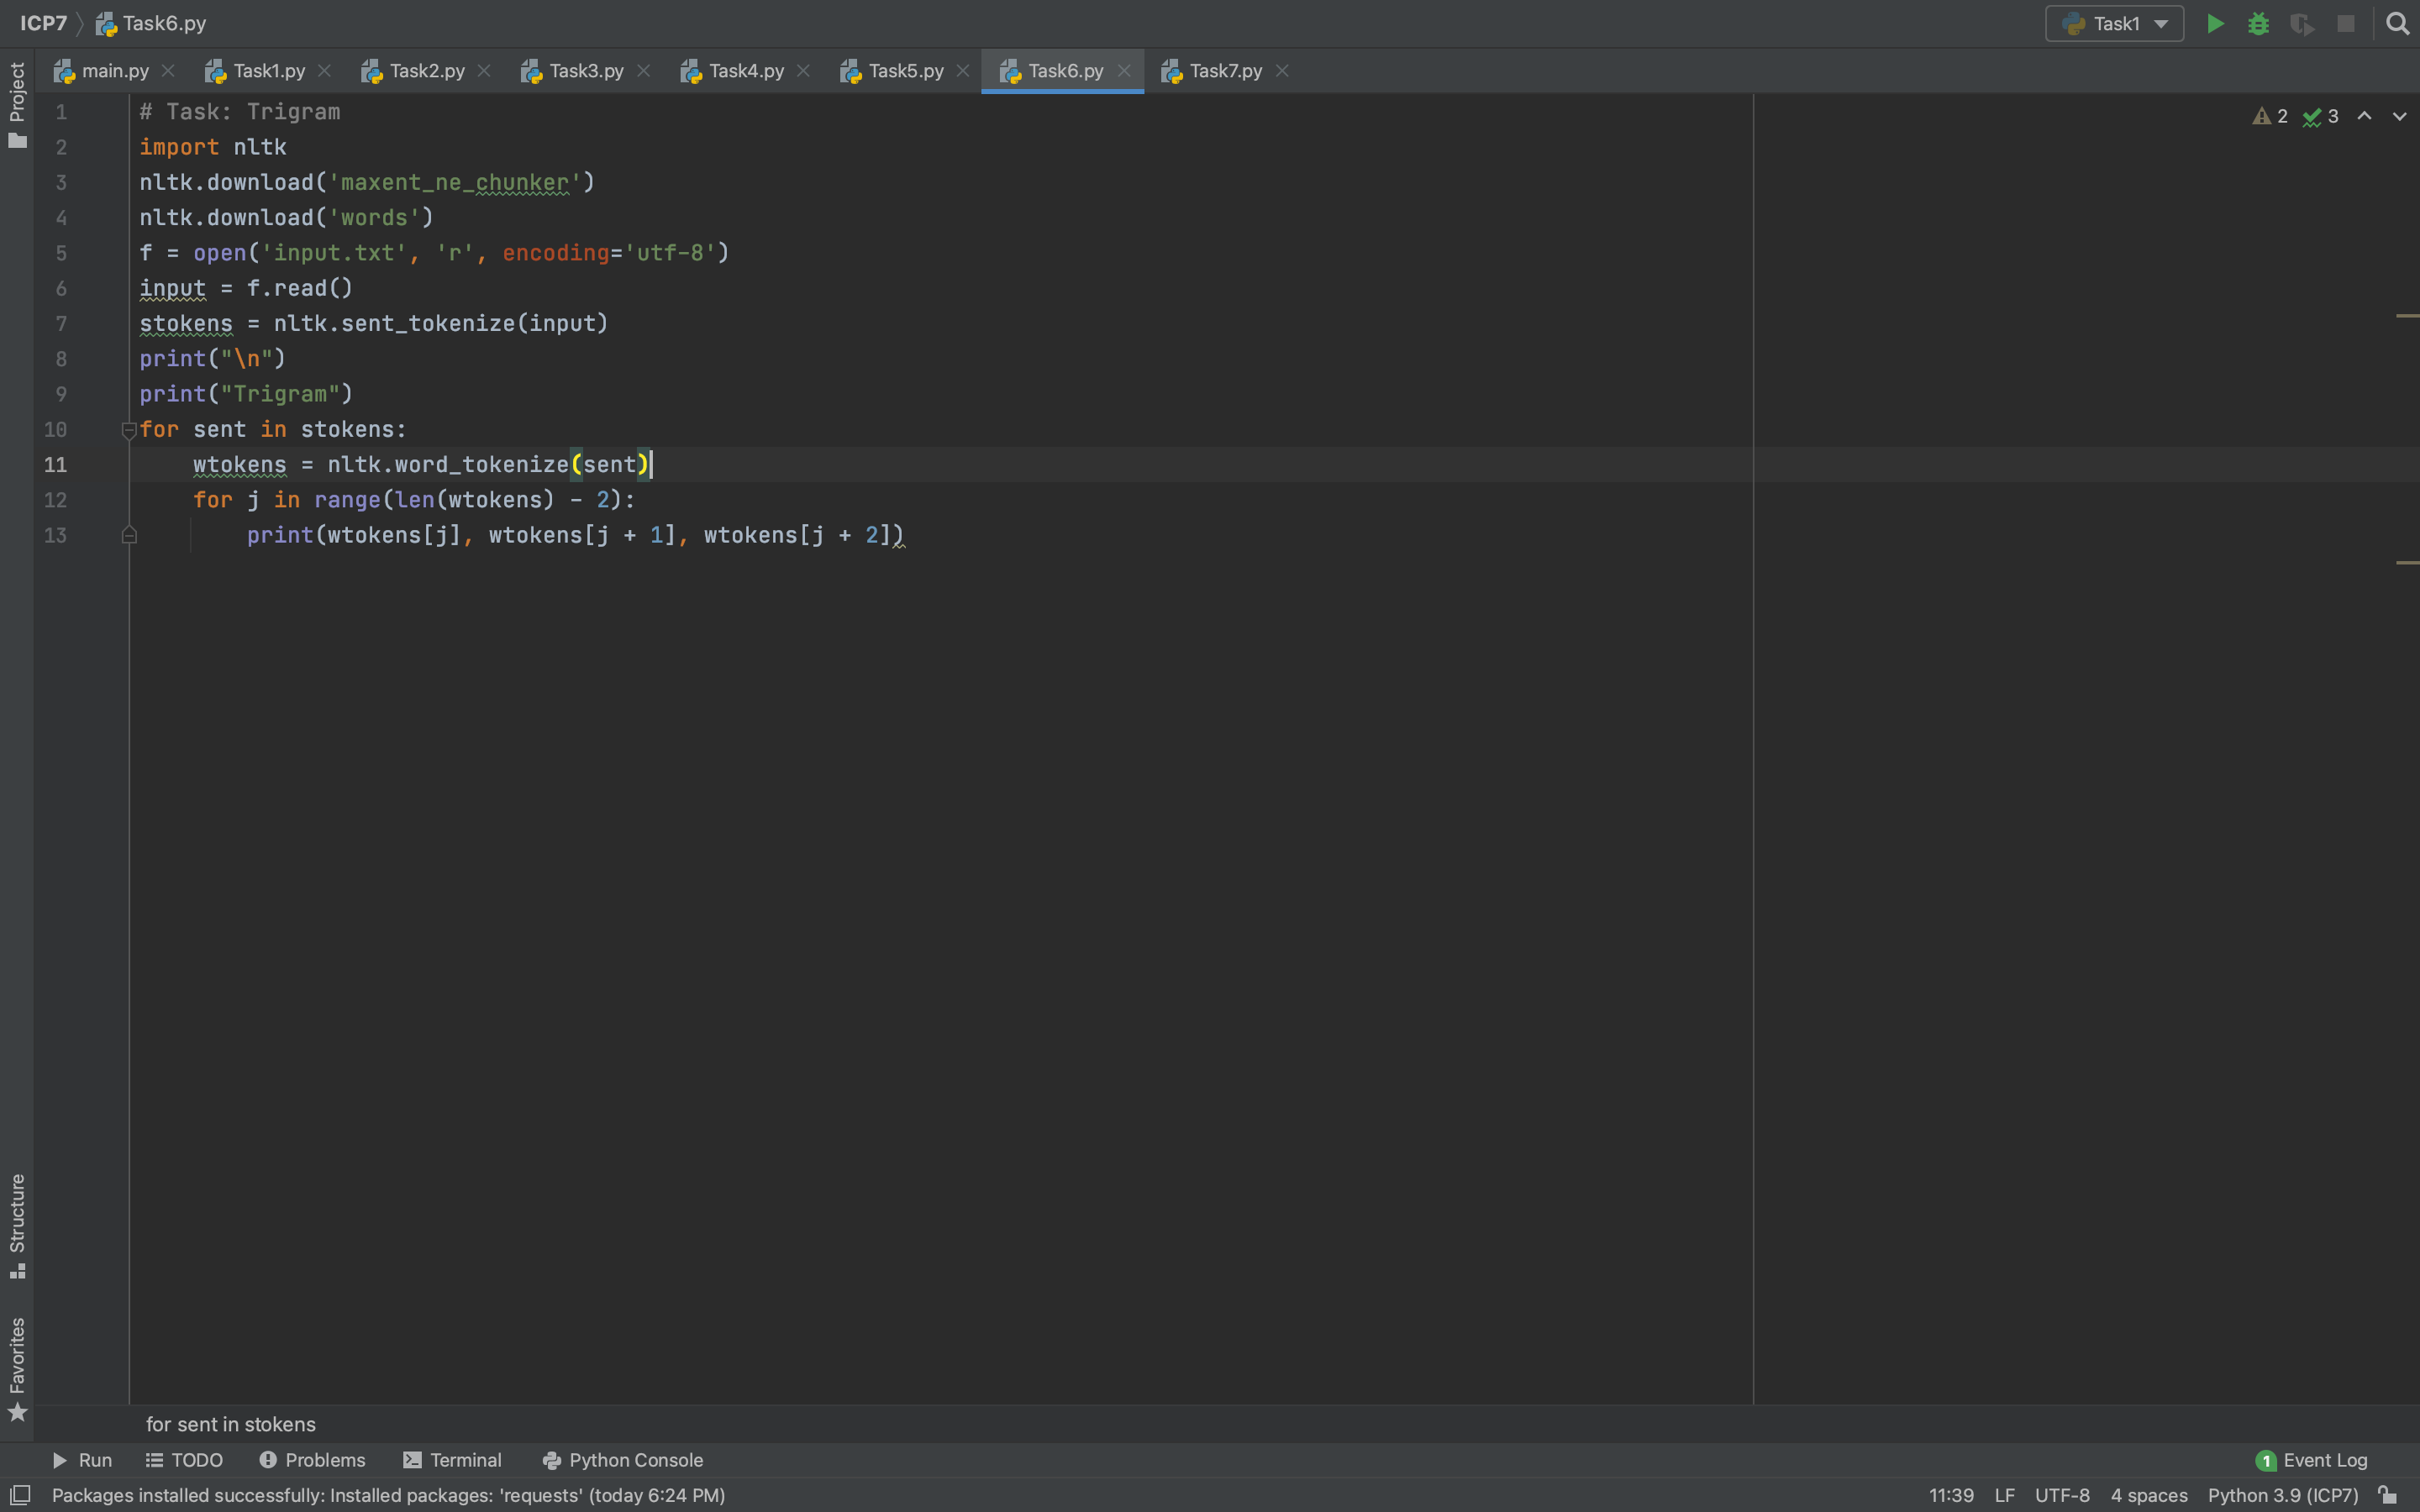 ICP7 Task6.py Task1
main.py Task1.py Task2.py Task3.py Task4.py Task5.py Task6.py Task7.py
Project
2 3
1 # Task: Trigram
2 import nltk
3 nltk.download('maxent_ne_chunker')
4 nltk.download('words')
5 f = open('input.txt', 'r', encoding='utf-8')
6 input = f.read()
7 stokens = nltk.sent_tokenize(input)
8 print("\n")
9 print("Trigram")
10 for sent in stokens:
11     wtokens = nltk.word_tokenize(sent)
12     for j in range(len(wtokens) - 2):
13         print(wtokens[j], wtokens[j + 1], wtokens[j + 2])
Structure
Favorites
for sent in stokens
Run TODO Problems Terminal Python Console 1 Event Log
Packages installed successfully: Installed packages: 'requests' (today 6:24 PM) 11:39 LF UTF-8 4 spaces Python 3.9 (ICP7)